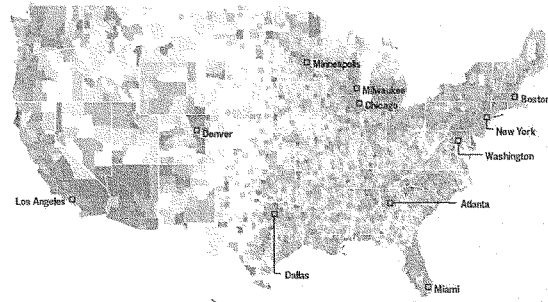 Minneapolis
Milwaukee
Chicago
Boston
New York
Denver
Washington
Los Angeles
Atlanta
Dallas
Miami